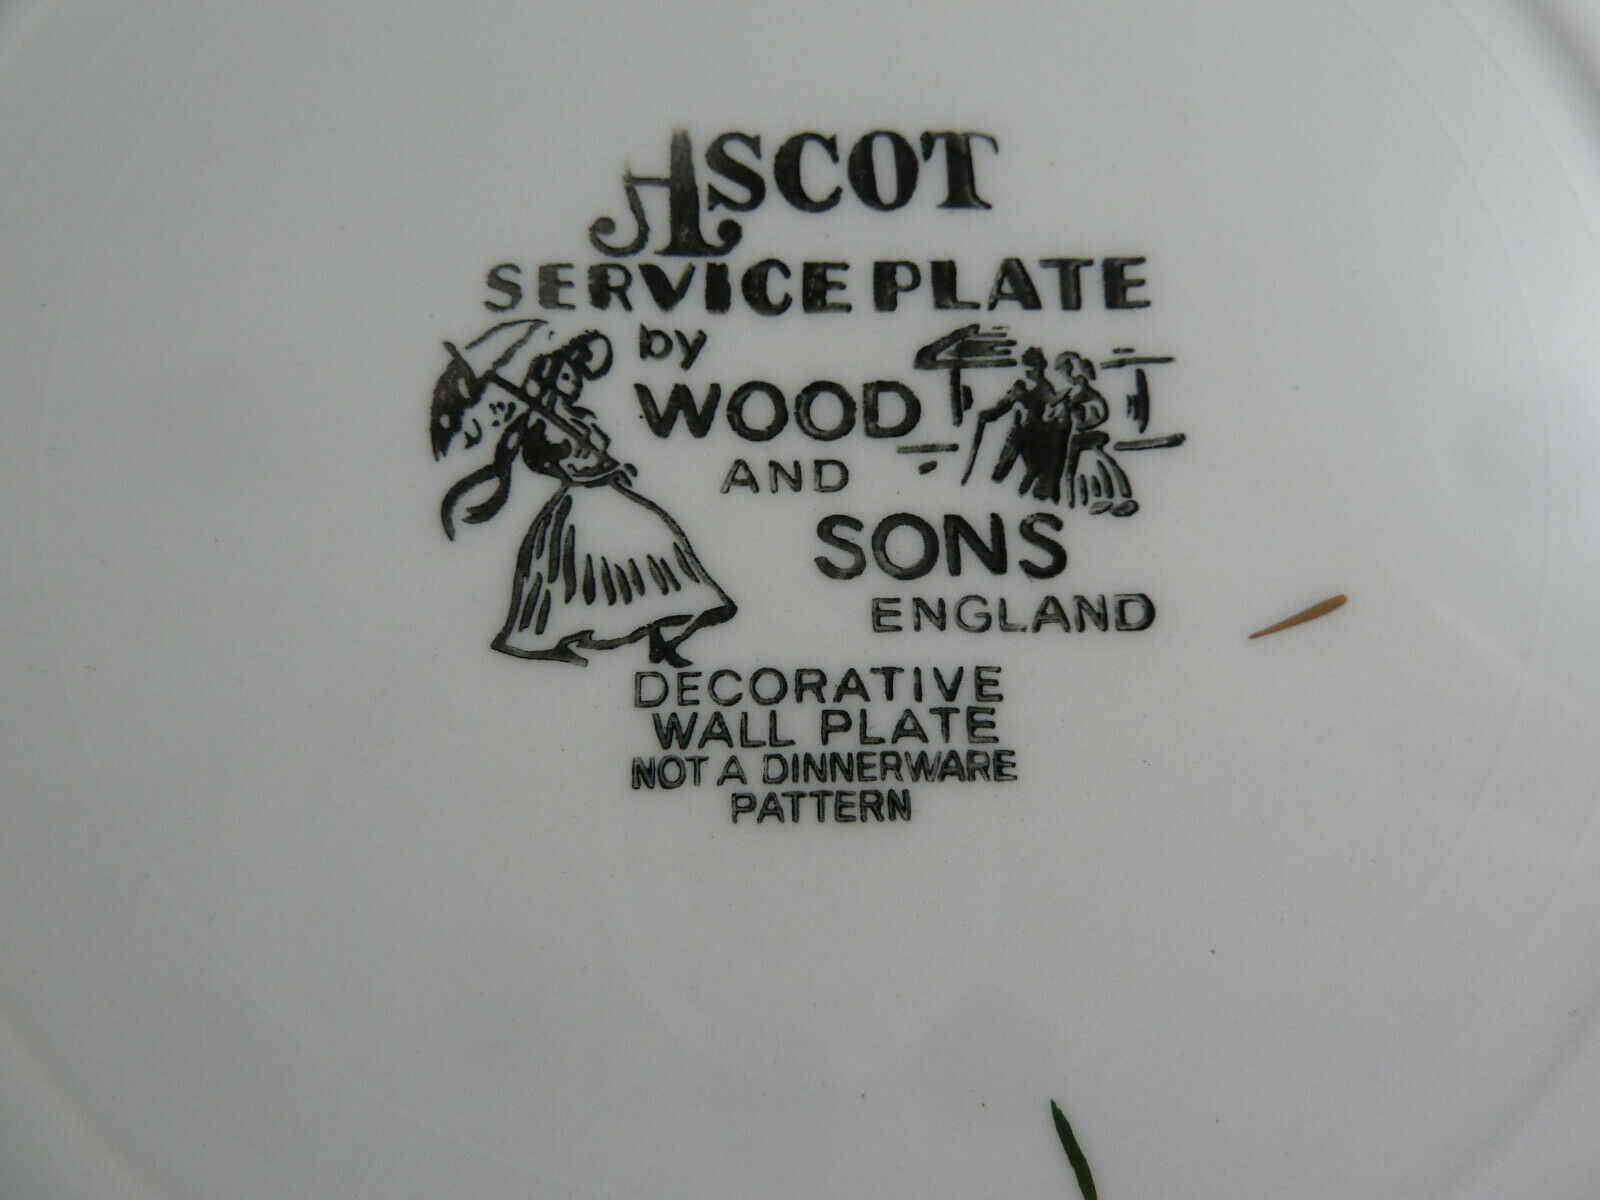 ASCOT
SERVICE PLATE
by
WOOD
AND
SONS
ENGLAND
DECORATIVE
WALL PLATE
NOT A DINNERWARE
PATTERN